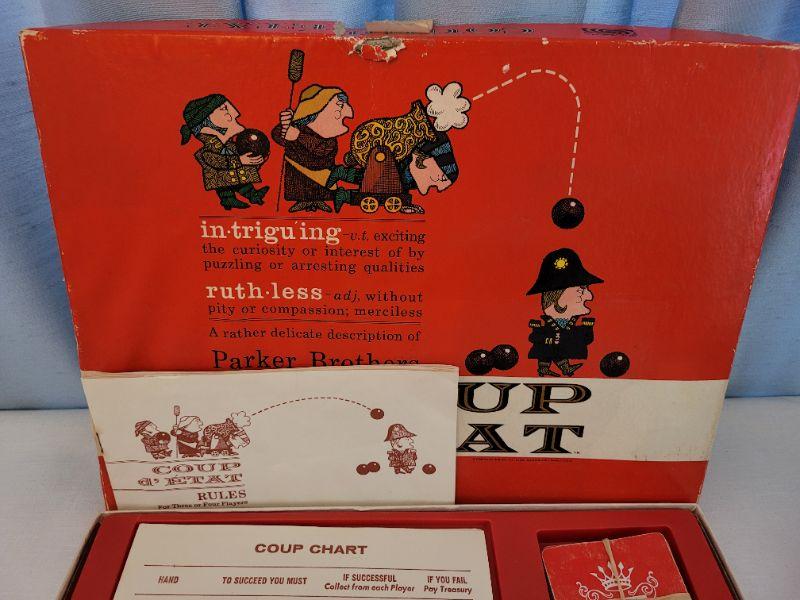 in·trigu´ing -v.t. exciting
the curiosity or interest of by
puzzling or arresting qualities
ruth·less -adj. without
pity or compassion; merciless
A rather delicate description of
Parker Brothers
UP
AT
COUP
d'ÉTAT
RULES
For Three or Four Players
COUP CHART
HAND TO SUCCEED YOU MUST IF SUCCESSFUL Collect from each Player IF YOU FAIL Pay Treasury